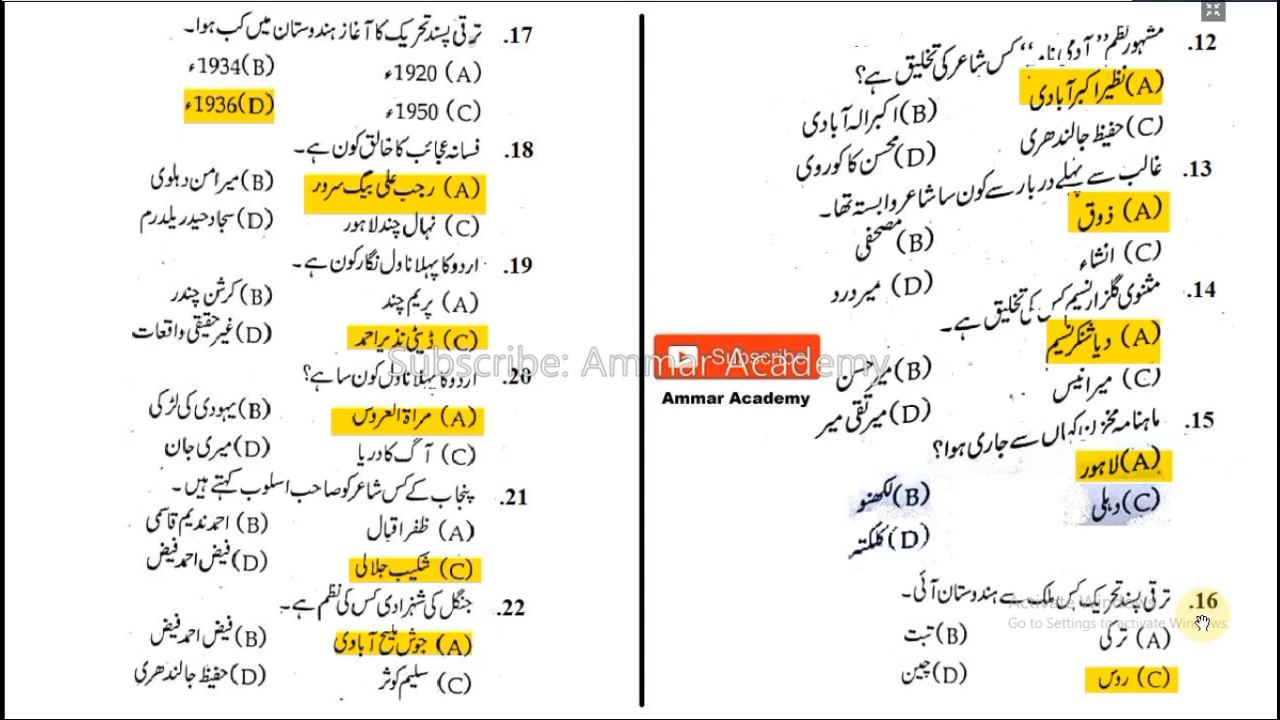 12. مشہور نظم ”آدمی نامہ“ کس شاعر کی تخلیق ہے؟
(A) نظیر اکبر آبادی
(B) اکبر الہ آبادی
(C) حفیظ جالندھری
(D) محسن کاکوروی
13. غالب سے پہلے دربار سے کون سا شاعر وابستہ تھا۔
(A) ذوق
(B) مصحفی
(C) انشاء
(D) میر درد
14. مثنوی گلزار نسیم کس کی تخلیق ہے۔
(A) دیا شنکر نسیم
(B) میر حسن
(C) میر انیس
(D) میر تقی میر
15. ماہنامہ مخزن کہاں سے جاری ہوا؟
(A) لاہور
(B) لکھنو
(C) دہلی
(D) کلکتہ
16. ترقی پسند تحریک کس ملک سے ہندوستان آئی۔
(A) ترکی
(B) تبت
(C) روس
(D) چین
17. ترقی پسند تحریک کا آغاز ہندوستان میں کب ہوا۔
(A) 1920ء
(B) 1934ء
(C) 1950ء
(D) 1936ء
18. فسانہ عجائب کا خالق کون ہے۔
(A) رجب علی بیگ سرور
(B) میر امن دہلوی
(C) نہال چند لاہور
(D) سجاد حیدر یلدرم
19. اردو کا پہلا ناول نگار کون ہے۔
(A) پریم چند
(B) کرشن چندر
(C) ڈپٹی نذیر احمد
(D) غیر حقیقی واقعات
20. اردو کا پہلا ناول کون سا ہے؟
(A) مراۃ العروس
(B) یہودی کی لڑکی
(C) آگ کا دریا
(D) میری جان
21. پنجاب کے کس شاعر کو صاحب اسلوب کہتے ہیں۔
(A) ظفر اقبال
(B) احمد ندیم قاسمی
(C) شکیب جلالی
(D) فیض احمد فیض
22. جنگل کی شہزادی کس کی نظم ہے۔
(A) جوش ملیح آبادی
(B) فیض احمد فیض
(C) سلیم کوثر
(D) حفیظ جالندھری
Subscribe: Ammar Academy
Subscribe
Ammar Academy
Activate Windows
Go to Settings to activate Windows.